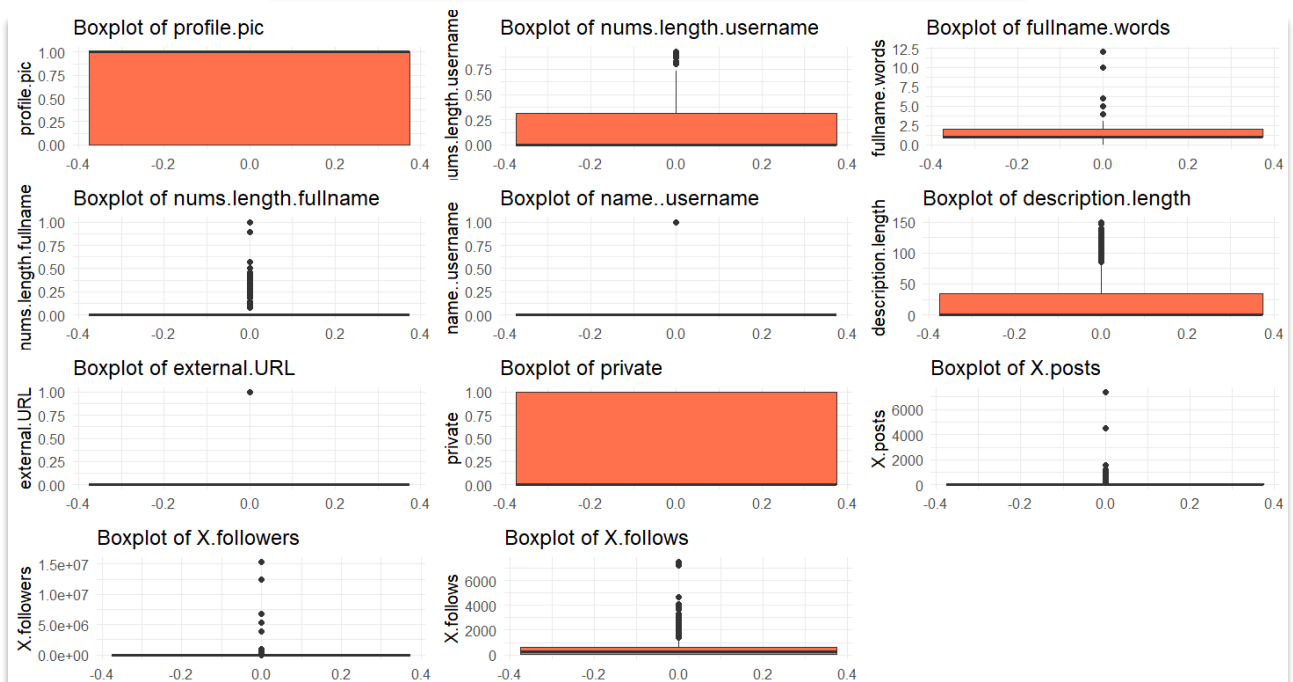 Boxplot of profile.pic
profile.pic
1.00
0.75
0.50
0.25
0.00
-0.4 -0.2 0.0 0.2 0.4
Boxplot of nums.length.username
ums.length.username
0.75
0.50
0.25
0.00
-0.4 -0.2 0.0 0.2 0.4
Boxplot of fullname.words
fullname.words
12.5
10.0
7.5
5.0
2.5
0.0
-0.4 -0.2 0.0 0.2 0.4
Boxplot of nums.length.fullname
nums.length.fullname
1.00
0.75
0.50
0.25
0.00
-0.4 -0.2 0.0 0.2 0.4
Boxplot of name..username
name..username
1.00
0.75
0.50
0.25
0.00
-0.4 -0.2 0.0 0.2 0.4
Boxplot of description.length
description.length
150
100
50
0
-0.4 -0.2 0.0 0.2 0.4
Boxplot of external.URL
external.URL
1.00
0.75
0.50
0.25
0.00
-0.4 -0.2 0.0 0.2 0.4
Boxplot of private
private
1.00
0.75
0.50
0.25
0.00
-0.4 -0.2 0.0 0.2 0.4
Boxplot of X.posts
X.posts
6000
4000
2000
0
-0.4 -0.2 0.0 0.2 0.4
Boxplot of X.followers
X.followers
1.5e+07
1.0e+07
5.0e+06
0.0e+00
-0.4 -0.2 0.0 0.2 0.4
Boxplot of X.follows
X.follows
6000
4000
2000
0
-0.4 -0.2 0.0 0.2 0.4